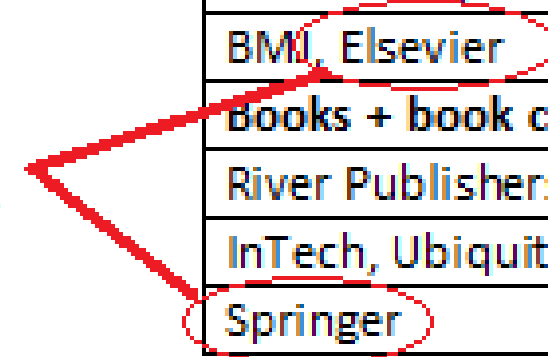 BMJ, Elsevier
Books + book
River Publisher
InTech, Ubiquit
Springer